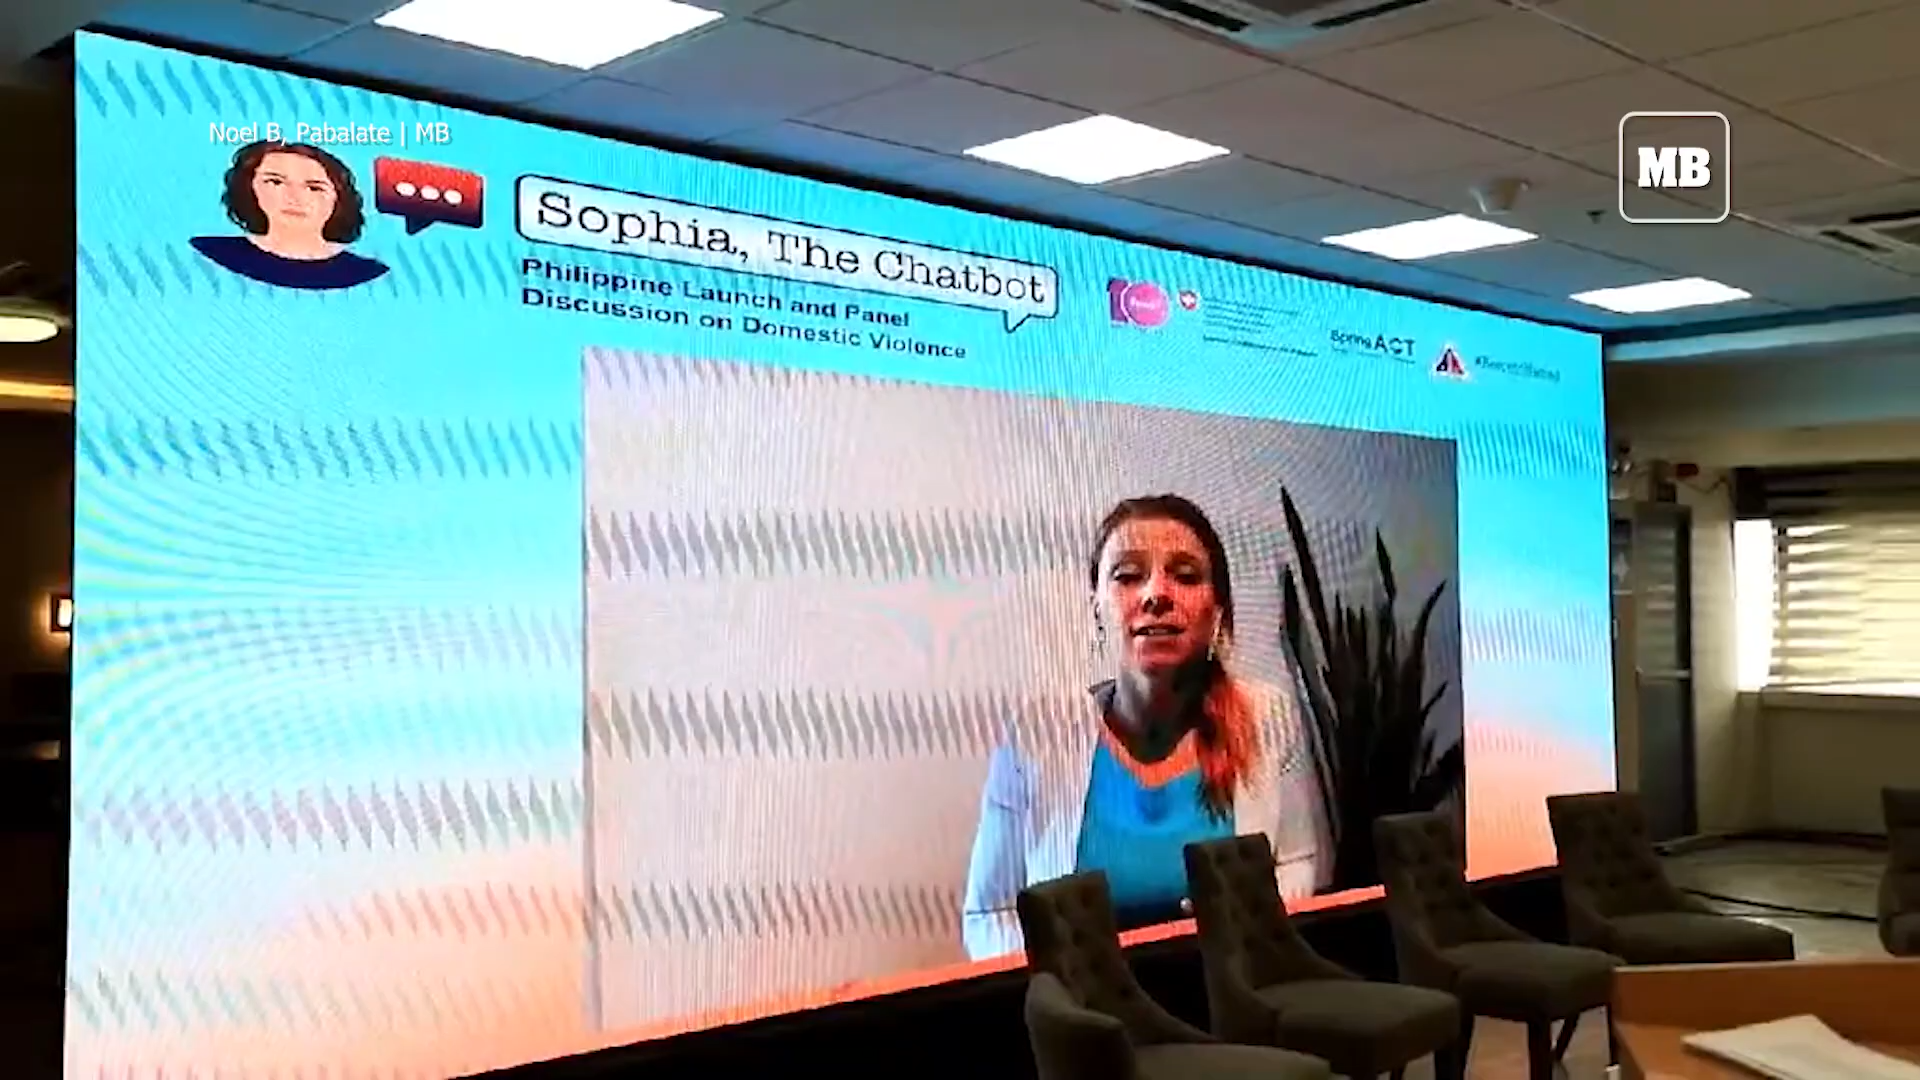 Noel B, Pabalate | MB
MB
Sophia, The Chatbot
Philippine Launch and Panel
Discussion on Domestic Violence
Spring ACT